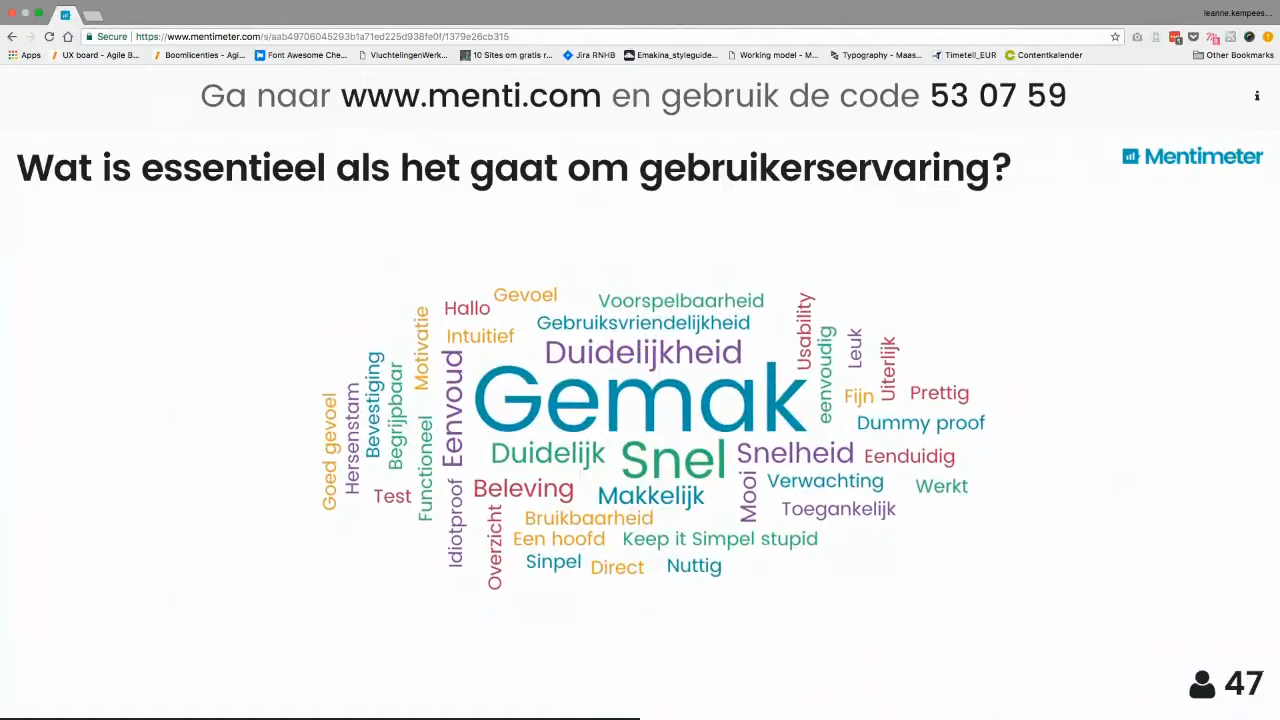 leanne.kempees...
Secure https://www.mentimeter.com/s/aab49706045293b1a71ed225d938fe0f/1379e26cb315
Apps UX board - Agile B... Boomlicenties - Agi... Font Awesome Che... VluchtelingenWerk... 10 Sites om gratis r... Jira RNHB Emakina_styleguide... Working model - M... Typography - Maas... Timetell_EUR Contentkalender Other Bookmarks
Ga naar www.menti.com en gebruik de code 53 07 59
Wat is essentieel als het gaat om gebruikerservaring?
Mentimeter
Gevoel
Voorspelbaarheid
Hallo
Gebruiksvriendelijkheid
Intuitief
Motivatie
Usability
Duidelijkheid
eenvoudig
Leuk
Uiterlijk
Gemak
Eenvoud
Fijn
Prettig
Bevestiging
Begrijpbaar
Hersenstam
Goed gevoel
Functioneel
Dummy proof
Duidelijk
Snel
Snelheid
Eenduidig
Test
Beleving
Makkelijk
Mooi
Verwachting
Werkt
Toegankelijk
Idiotproof
Overzicht
Bruikbaarheid
Een hoofd
Keep it Simpel stupid
Sinpel
Direct
Nuttig
47